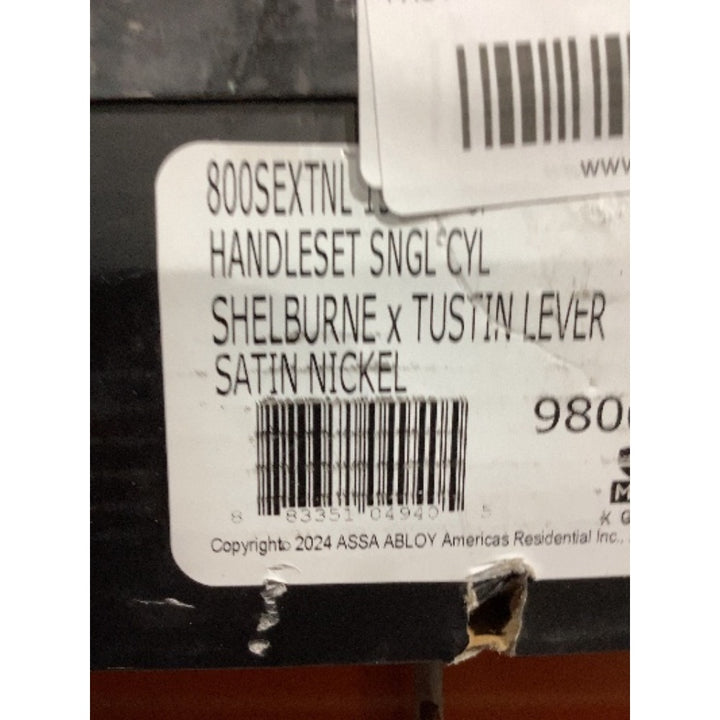 www
800SEXTNL
HANDLESET SNGL CYL
SHELBURNE x TUSTIN LEVER
SATIN NICKEL
980
8 83351 04940 5
Copyright© 2024 ASSA ABLOY Americas Residential Inc.,